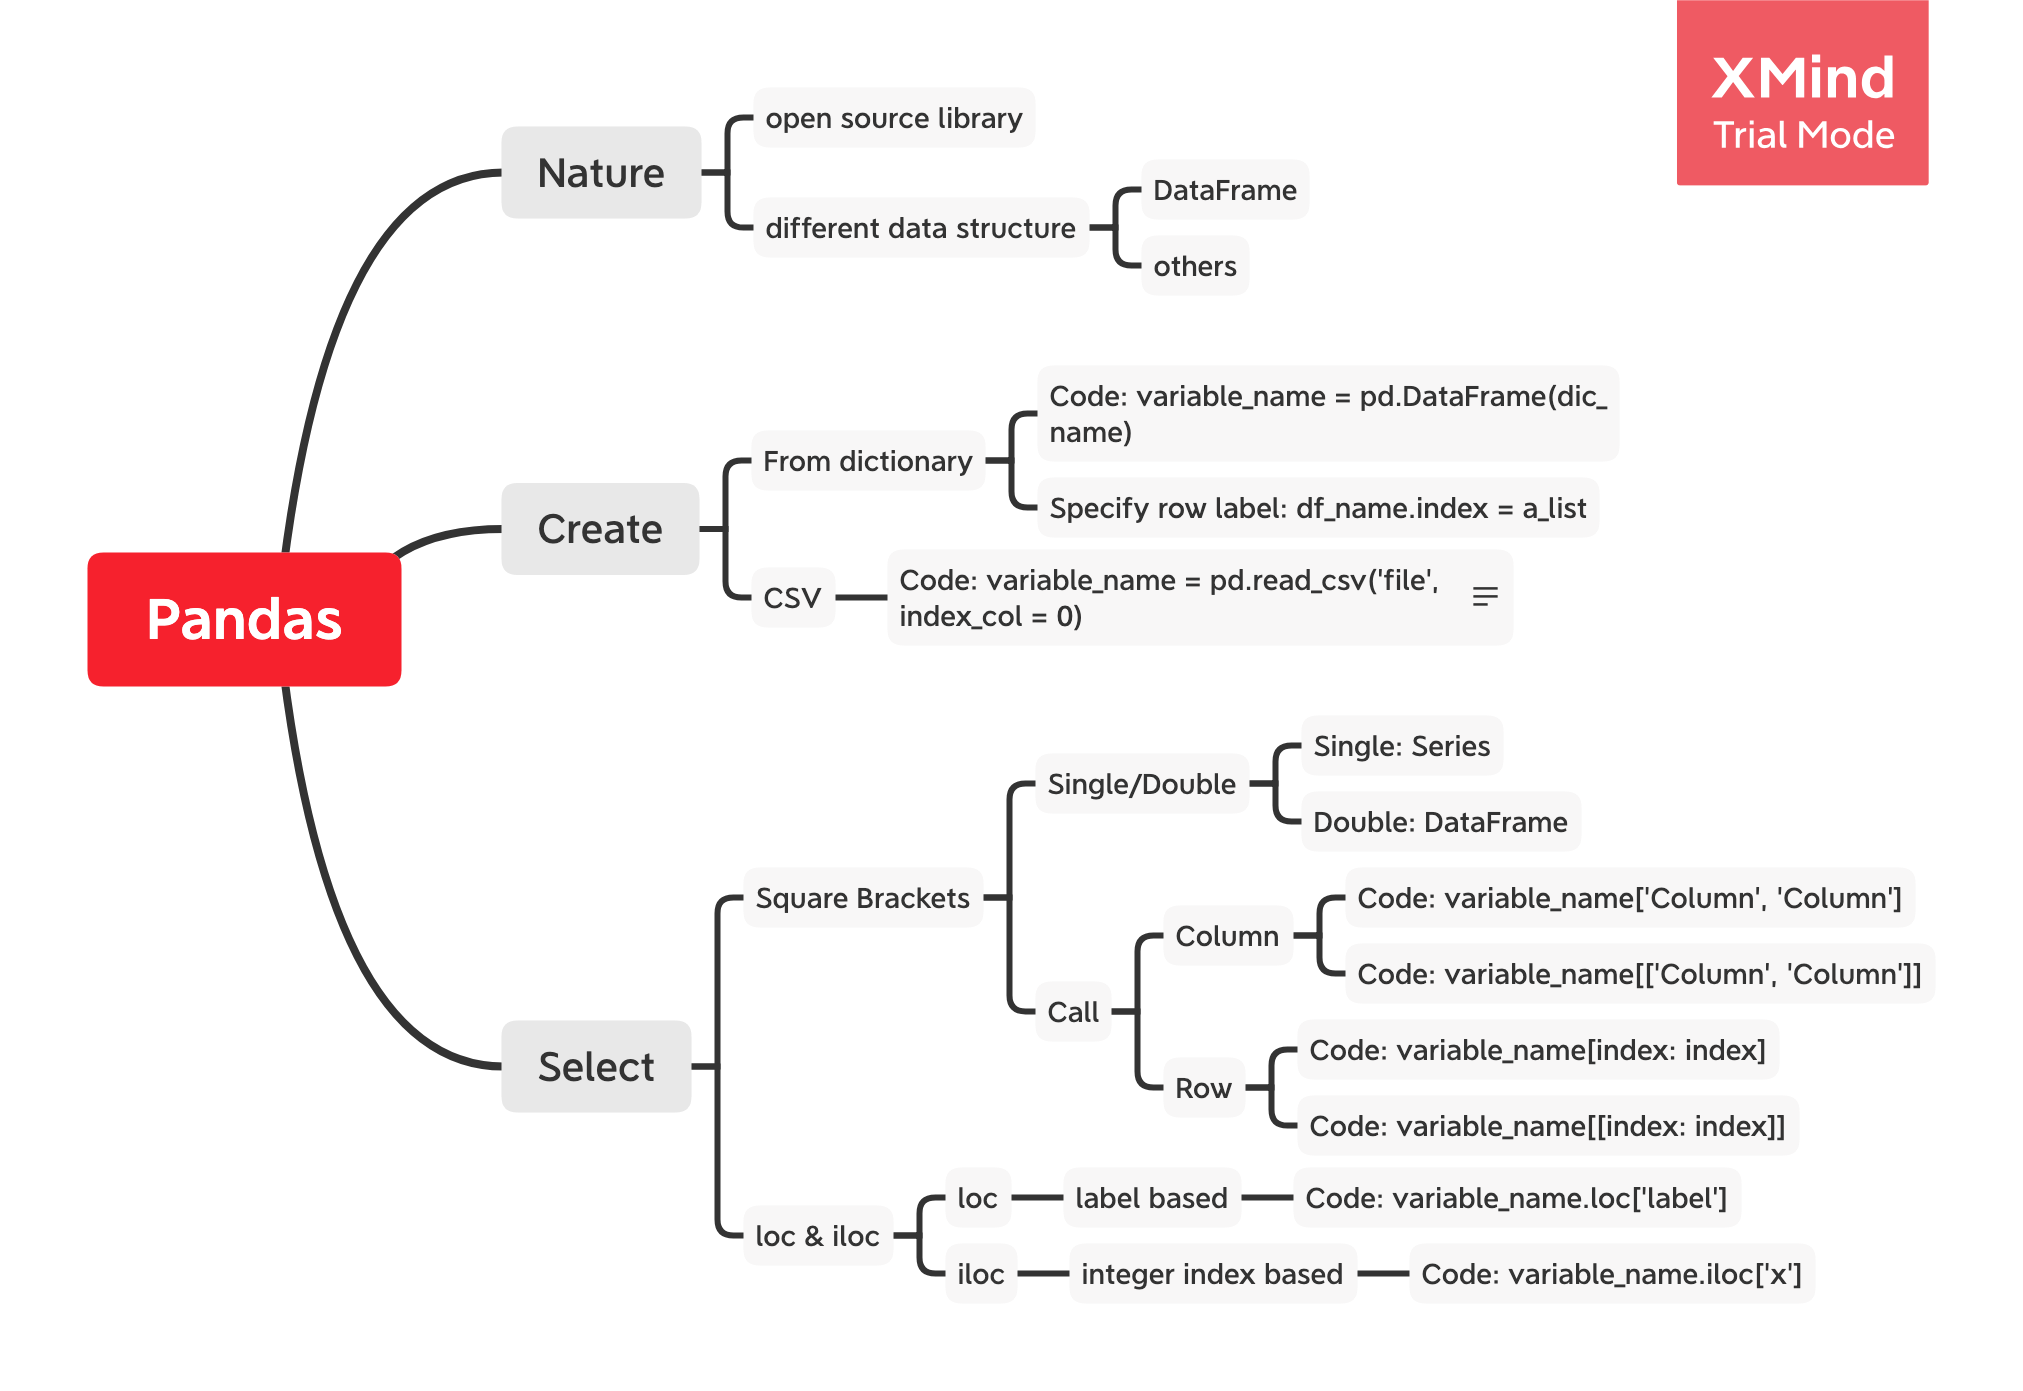 XMind
Trial Mode
Pandas
Nature
open source library
different data structure
DataFrame
others
Create
From dictionary
Code: variable_name = pd.DataFrame(dic_
name)
Specify row label: df_name.index = a_list
CSV
Code: variable_name = pd.read_csv('file',
index_col = 0)
Select
Square Brackets
Single/Double
Single: Series
Double: DataFrame
Call
Column
Code: variable_name['Column', 'Column']
Code: variable_name[['Column', 'Column']]
Row
Code: variable_name[index: index]
Code: variable_name[[index: index]]
loc & iloc
loc
label based
Code: variable_name.loc['label']
iloc
integer index based
Code: variable_name.iloc['x']